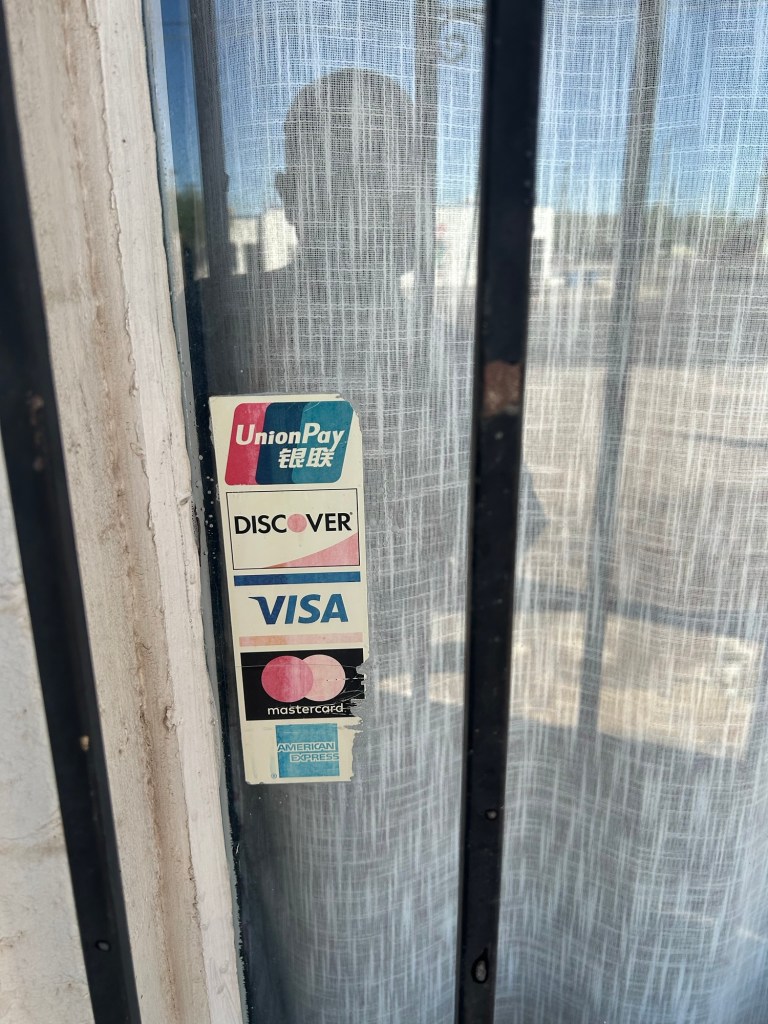 UnionPay
银联
DISCOVER
VISA
mastercard
AMERICAN
EXPRESS